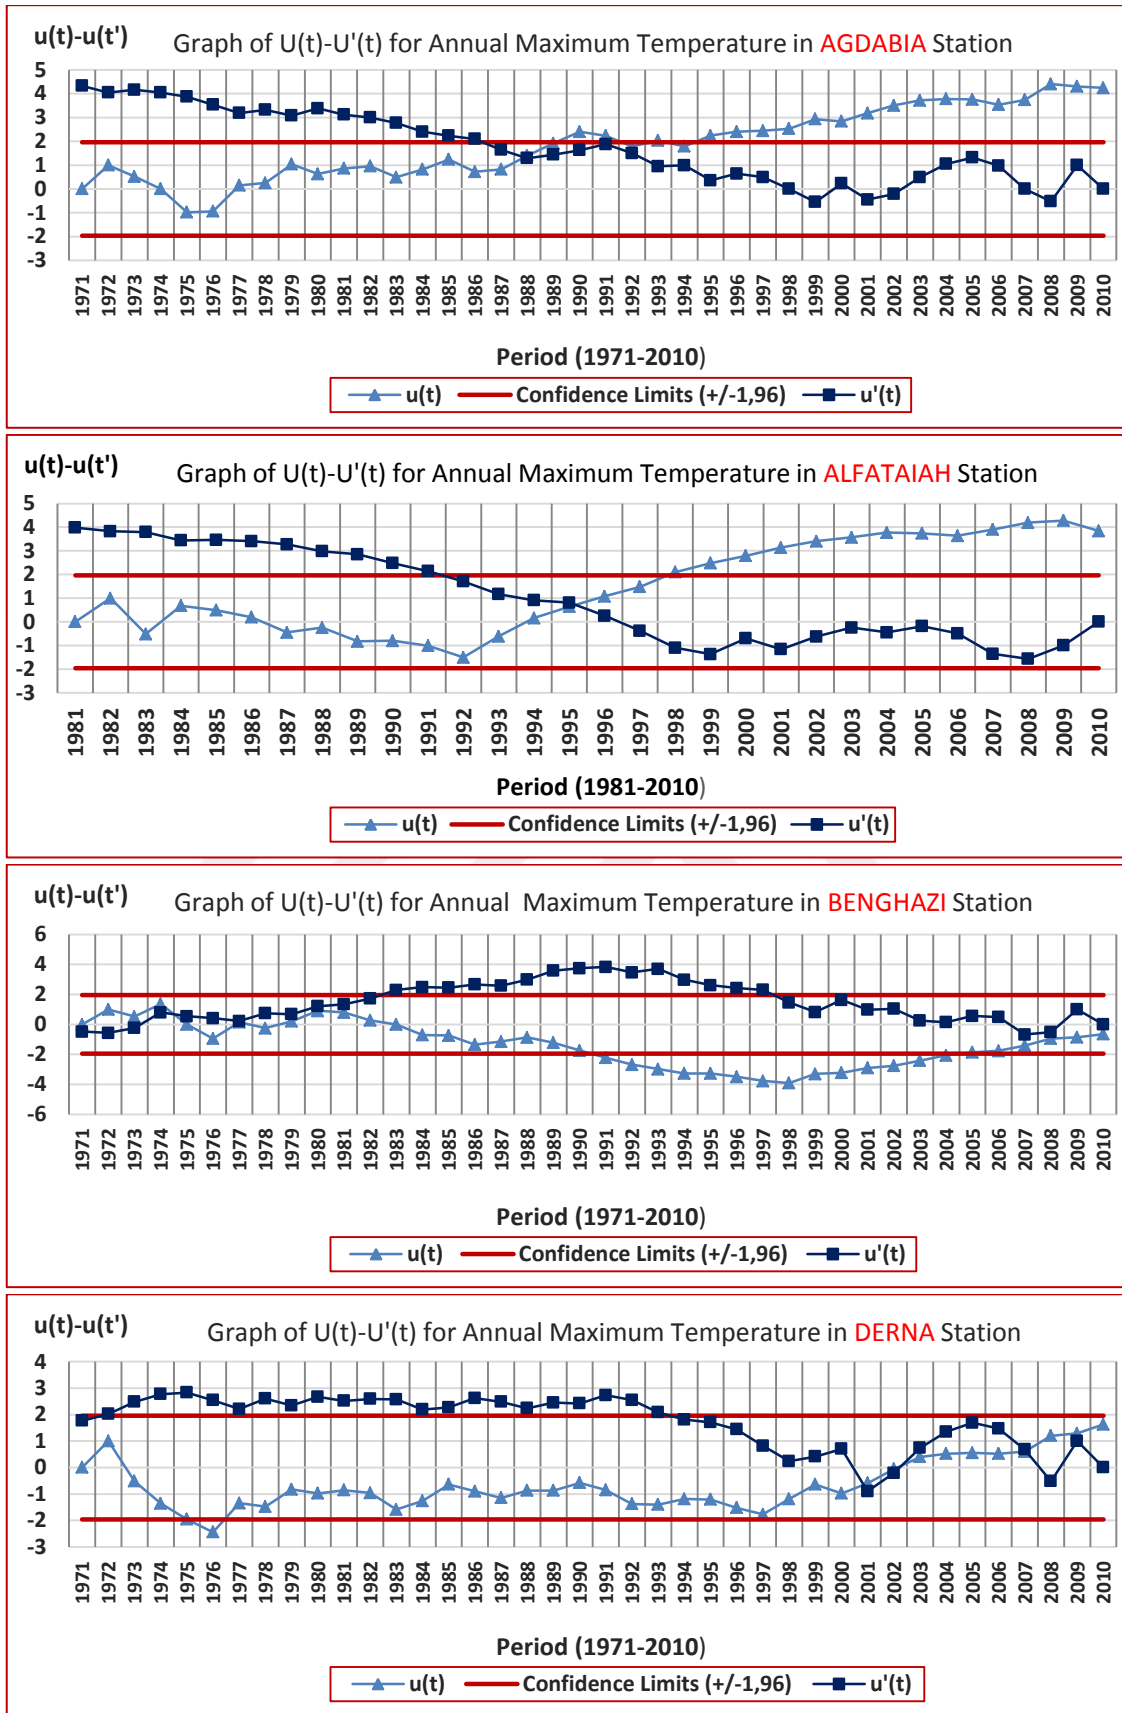 u(t)-u(t')
Graph of U(t)-U'(t) for Annual Maximum Temperature in AGDABIA Station
5
4
3
2
1
0
-1
-2
-3
1971 1972 1973 1974 1975 1976 1977 1978 1979 1980 1981 1982 1983 1984 1985 1986 1987 1988 1989 1990 1991 1992 1993 1994 1995 1996 1997 1998 1999 2000 2001 2002 2003 2004 2005 2006 2007 2008 2009 2010
Period (1971-2010)
u(t) Confidence Limits (+/-1,96) u'(t)
u(t)-u(t')
Graph of U(t)-U'(t) for Annual Maximum Temperature in ALFATAIAH Station
5
4
3
2
1
0
-1
-2
-3
1981 1982 1983 1984 1985 1986 1987 1988 1989 1990 1991 1992 1993 1994 1995 1996 1997 1998 1999 2000 2001 2002 2003 2004 2005 2006 2007 2008 2009 2010
Period (1981-2010)
u(t) Confidence Limits (+/-1,96) u'(t)
u(t)-u(t')
Graph of U(t)-U'(t) for Annual Maximum Temperature in BENGHAZI Station
6
4
2
0
-2
-4
-6
1971 1972 1973 1974 1975 1976 1977 1978 1979 1980 1981 1982 1983 1984 1985 1986 1987 1988 1989 1990 1991 1992 1993 1994 1995 1996 1997 1998 1999 2000 2001 2002 2003 2004 2005 2006 2007 2008 2009 2010
Period (1971-2010)
u(t) Confidence Limits (+/-1,96) u'(t)
u(t)-u(t')
Graph of U(t)-U'(t) for Annual Maximum Temperature in DERNA Station
4
3
2
1
0
-1
-2
-3
1971 1972 1973 1974 1975 1976 1977 1978 1979 1980 1981 1982 1983 1984 1985 1986 1987 1988 1989 1990 1991 1992 1993 1994 1995 1996 1997 1998 1999 2000 2001 2002 2003 2004 2005 2006 2007 2008 2009 2010
Period (1971-2010)
u(t) Confidence Limits (+/-1,96) u'(t)